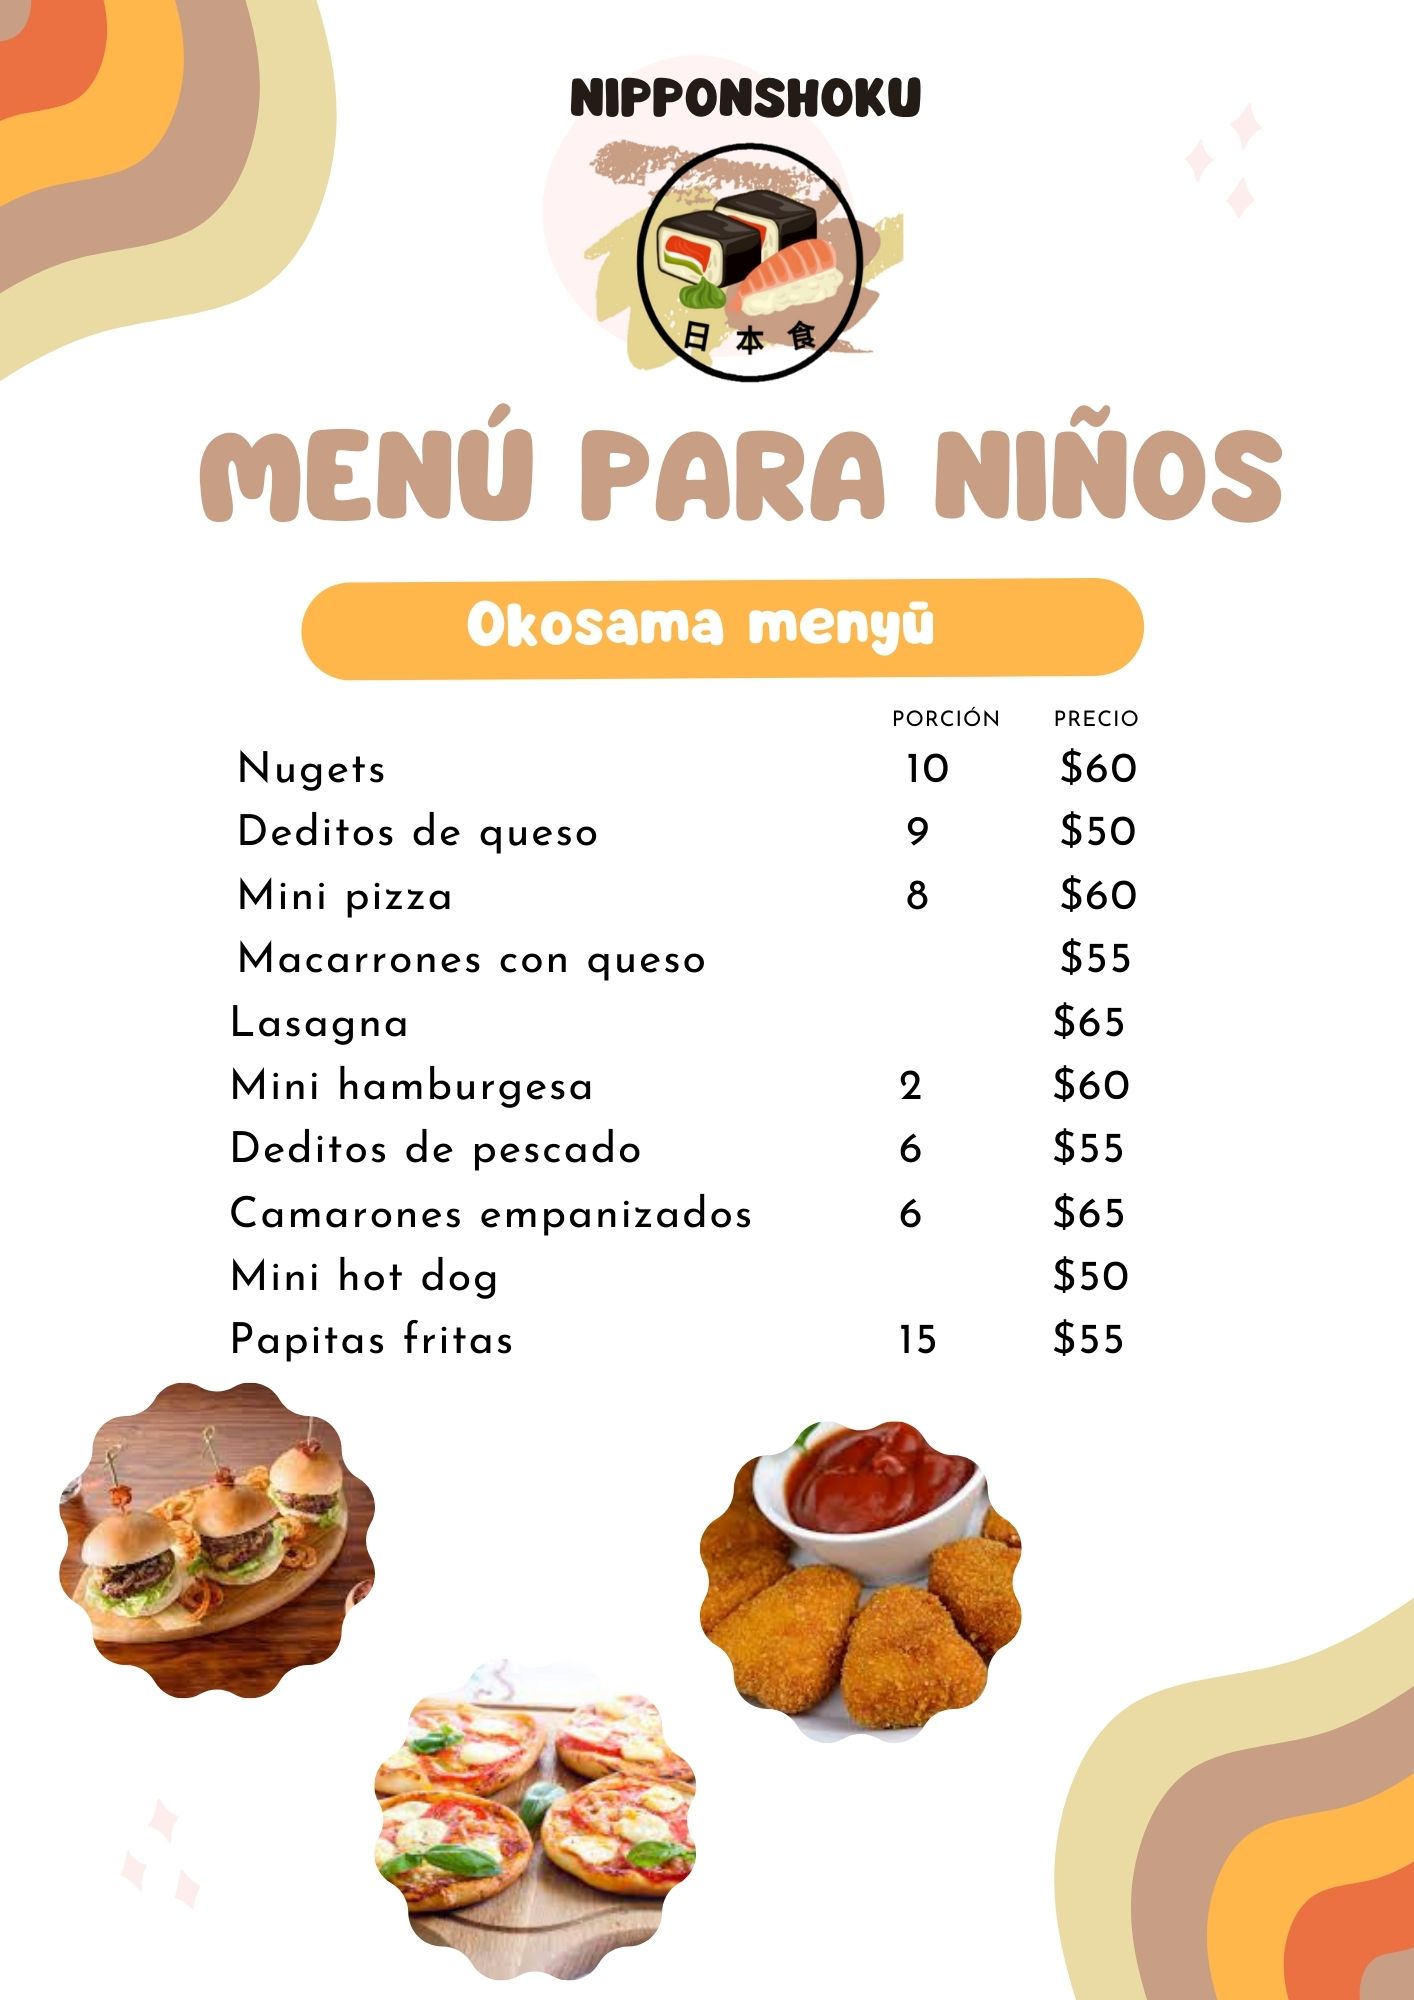 NIPPONSHOKU
日本食
MENÚ PARA NIÑOS
Okosama menyū
PORCIÓN PRECIO
Nugets 10 $60
Deditos de queso 9 $50
Mini pizza 8 $60
Macarrones con queso $55
Lasagna $65
Mini hamburgesa 2 $60
Deditos de pescado 6 $55
Camarones empanizados 6 $65
Mini hot dog $50
Papitas fritas 15 $55